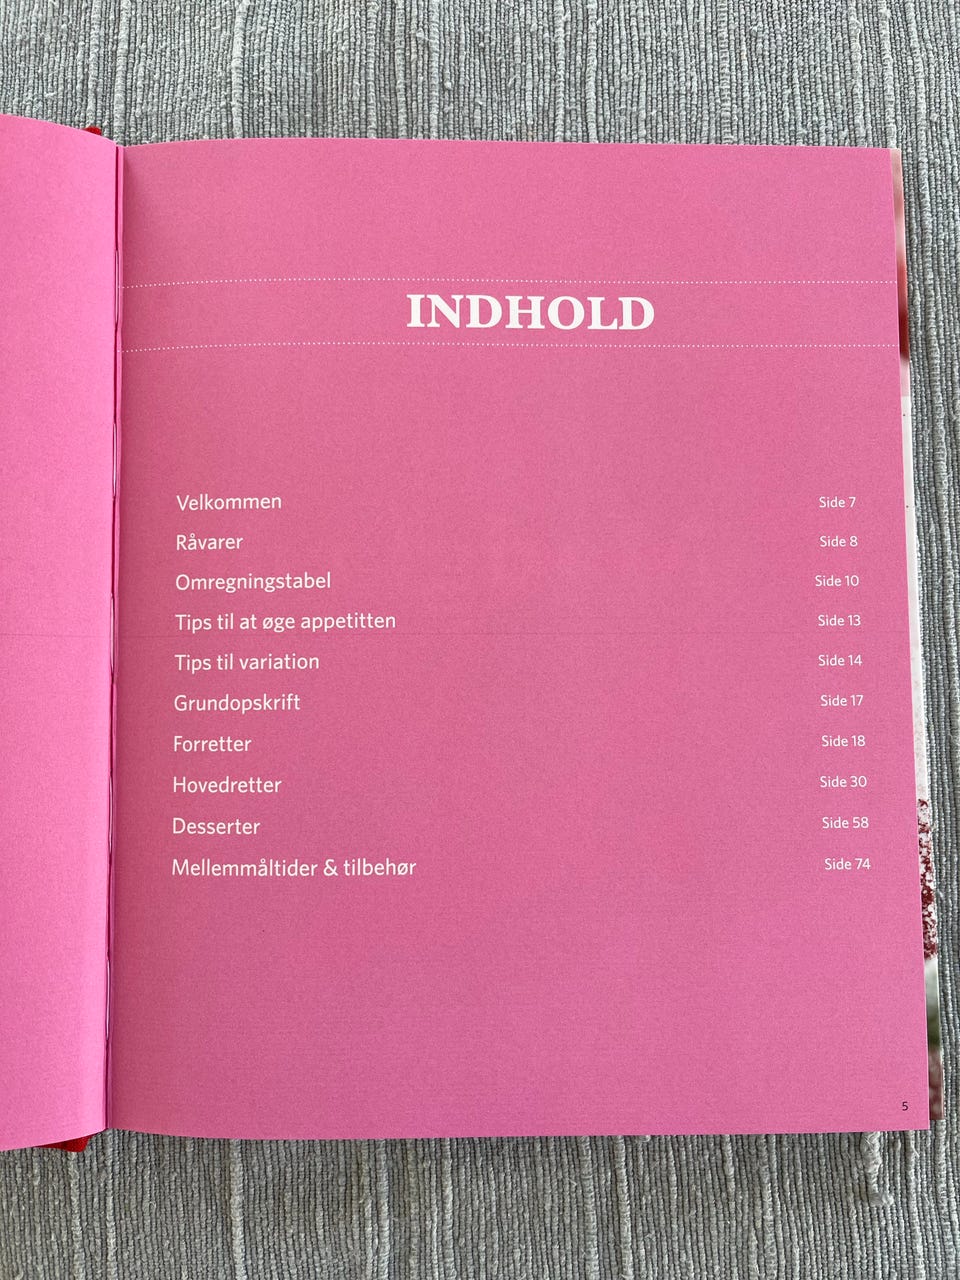 INDHOLD
Velkommen Side 7
Råvarer Side 8
Omregningstabel Side 10
Tips til at øge appetitten Side 13
Tips til variation Side 14
Grundopskrift Side 17
Forretter Side 18
Hovedretter Side 30
Desserter Side 58
Mellemmåltider & tilbehør Side 74
5